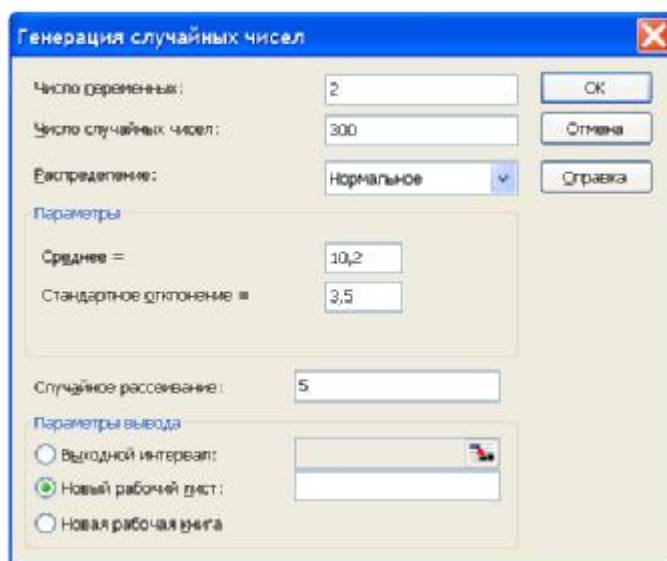 Генерация случайных чисел
Число переменных: 2 ОК
Число случайных чисел: 300 Отмена
Распределение: Нормальное Справка
Параметры
Среднее = 10,2
Стандартное отклонение = 3,5
Случайное рассеивание: 5
Параметры вывода
Выходной интервал:
Новый рабочий лист:
Новая рабочая книга